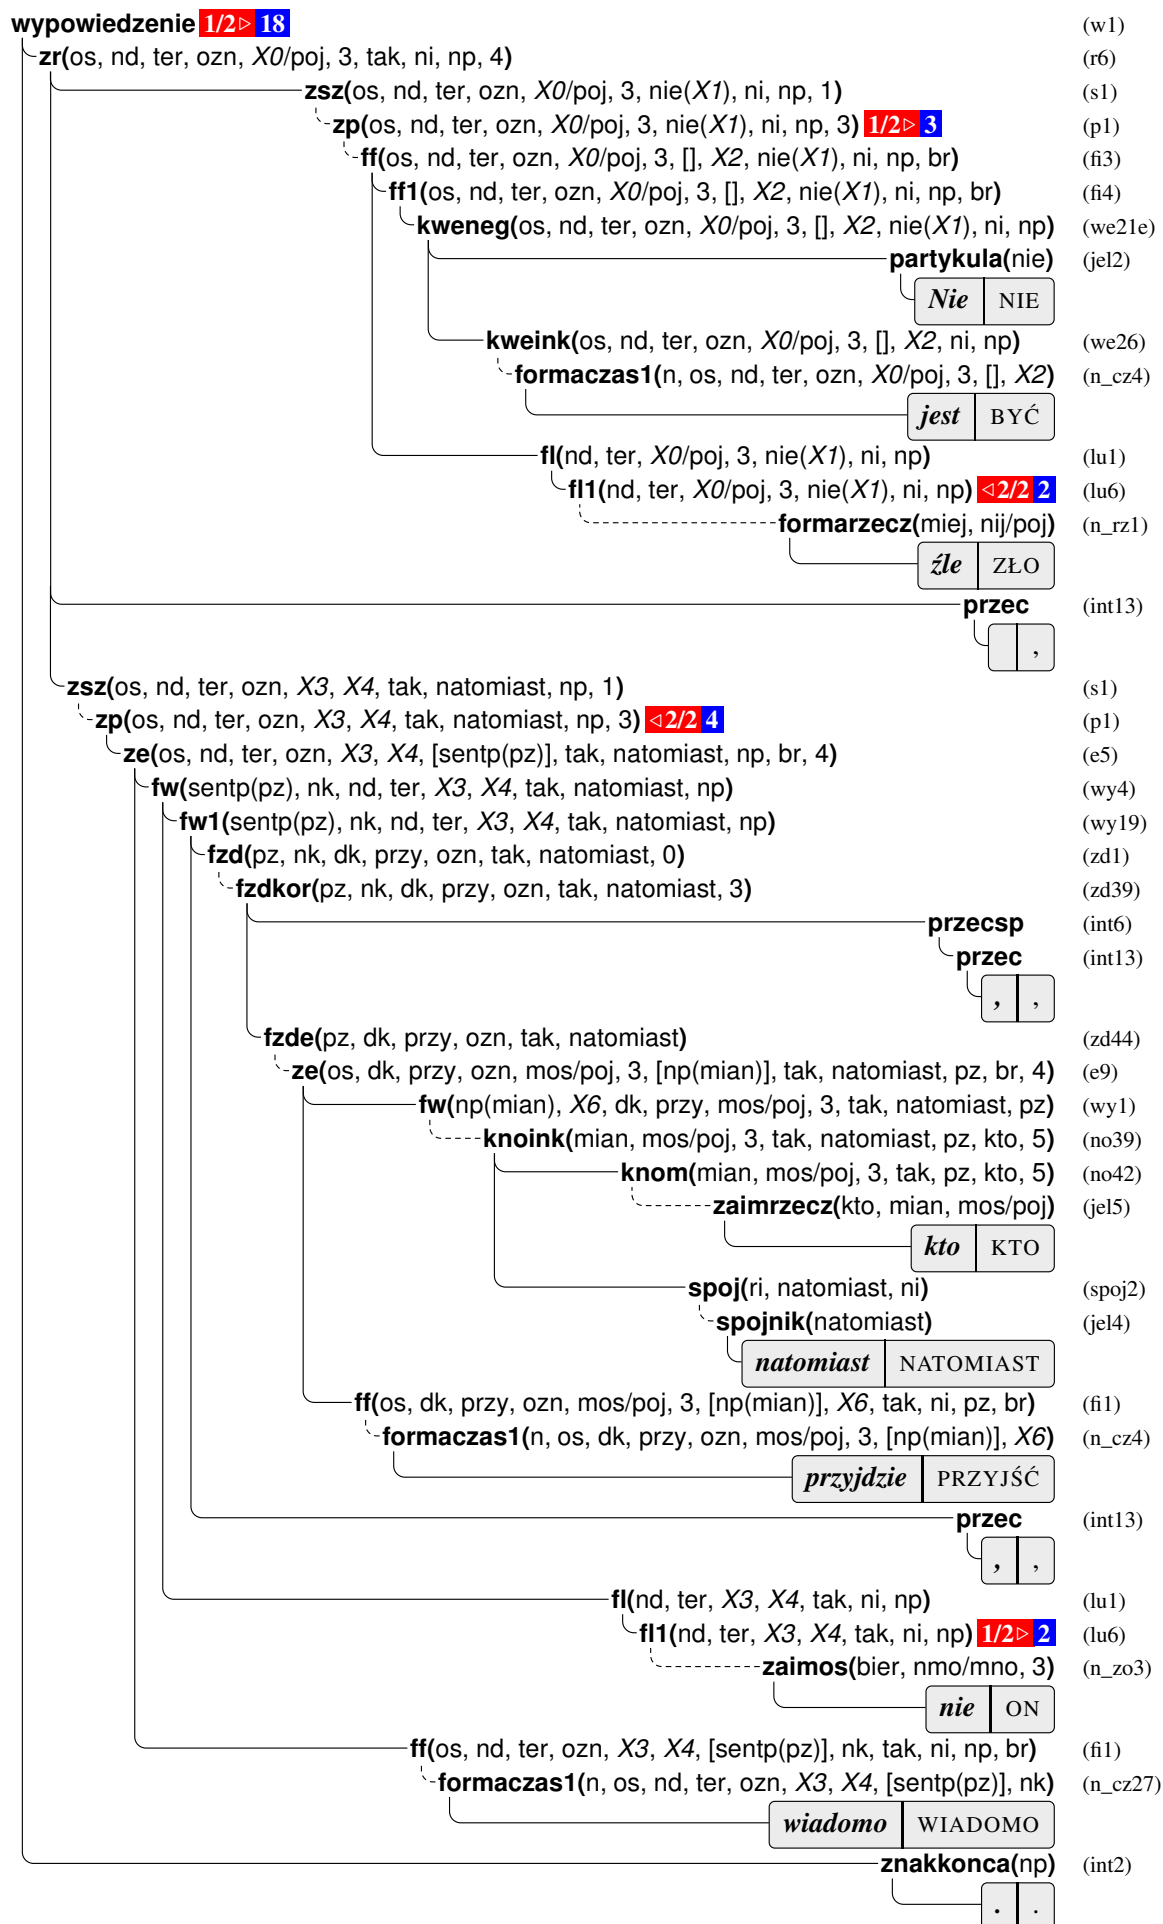 wypowiedzenie 1/2▷ 18 (w1)
zr(os, nd, ter, ozn, X0/poj, 3, tak, ni, np, 4) (r6)
zsz(os, nd, ter, ozn, X0/poj, 3, nie(X1), ni, np, 1) (s1)
zp(os, nd, ter, ozn, X0/poj, 3, nie(X1), ni, np, 3) 1/2▷ 3 (p1)
ff(os, nd, ter, ozn, X0/poj, 3, [], X2, nie(X1), ni, np, br) (fi3)
ff1(os, nd, ter, ozn, X0/poj, 3, [], X2, nie(X1), ni, np, br) (fi4)
kweneg(os, nd, ter, ozn, X0/poj, 3, [], X2, nie(X1), ni, np) (we21e)
partykula(nie) (jel2)
Nie NIE
kweink(os, nd, ter, ozn, X0/poj, 3, [], X2, ni, np) (we26)
formaczas1(n, os, nd, ter, ozn, X0/poj, 3, [], X2) (n_cz4)
jest BYĆ
fl(nd, ter, X0/poj, 3, nie(X1), ni, np) (lu1)
fl1(nd, ter, X0/poj, 3, nie(X1), ni, np) ◁2/2 2 (lu6)
formarzecz(miej, nij/poj) (n_rz1)
źle ZŁO
przec (int13)
,
zsz(os, nd, ter, ozn, X3, X4, tak, natomiast, np, 1) (s1)
zp(os, nd, ter, ozn, X3, X4, tak, natomiast, np, 3) ◁2/2 4 (p1)
ze(os, nd, ter, ozn, X3, X4, [sentp(pz)], tak, natomiast, np, br, 4) (e5)
fw(sentp(pz), nk, nd, ter, X3, X4, tak, natomiast, np) (wy4)
fw1(sentp(pz), nk, nd, ter, X3, X4, tak, natomiast, np) (wy19)
fzd(pz, nk, dk, przy, ozn, tak, natomiast, 0) (zd1)
fzdkor(pz, nk, dk, przy, ozn, tak, natomiast, 3) (zd39)
przecsp (int6)
przec (int13)
, ,
fzde(pz, dk, przy, ozn, tak, natomiast) (zd44)
ze(os, dk, przy, ozn, mos/poj, 3, [np(mian)], tak, natomiast, pz, br, 4) (e9)
fw(np(mian), X6, dk, przy, mos/poj, 3, tak, natomiast, pz) (wy1)
knoink(mian, mos/poj, 3, tak, natomiast, pz, kto, 5) (no39)
knom(mian, mos/poj, 3, tak, pz, kto, 5) (no42)
zaimrzecz(kto, mian, mos/poj) (jel5)
kto KTO
spoj(ri, natomiast, ni) (spoj2)
spojnik(natomiast) (jel4)
natomiast NATOMIAST
ff(os, dk, przy, ozn, mos/poj, 3, [np(mian)], X6, tak, ni, pz, br) (fi1)
formaczas1(n, os, dk, przy, ozn, mos/poj, 3, [np(mian)], X6) (n_cz4)
przyjdzie PRZYJŚĆ
przec (int13)
, ,
fl(nd, ter, X3, X4, tak, ni, np) (lu1)
fl1(nd, ter, X3, X4, tak, ni, np) 1/2▷ 2 (lu6)
zaimos(bier, nmo/mno, 3) (n_zo3)
nie ON
ff(os, nd, ter, ozn, X3, X4, [sentp(pz)], nk, tak, ni, np, br) (fi1)
formaczas1(n, os, nd, ter, ozn, X3, X4, [sentp(pz)], nk) (n_cz27)
wiadomo WIADOMO
znakkonca(np) (int2)
. .